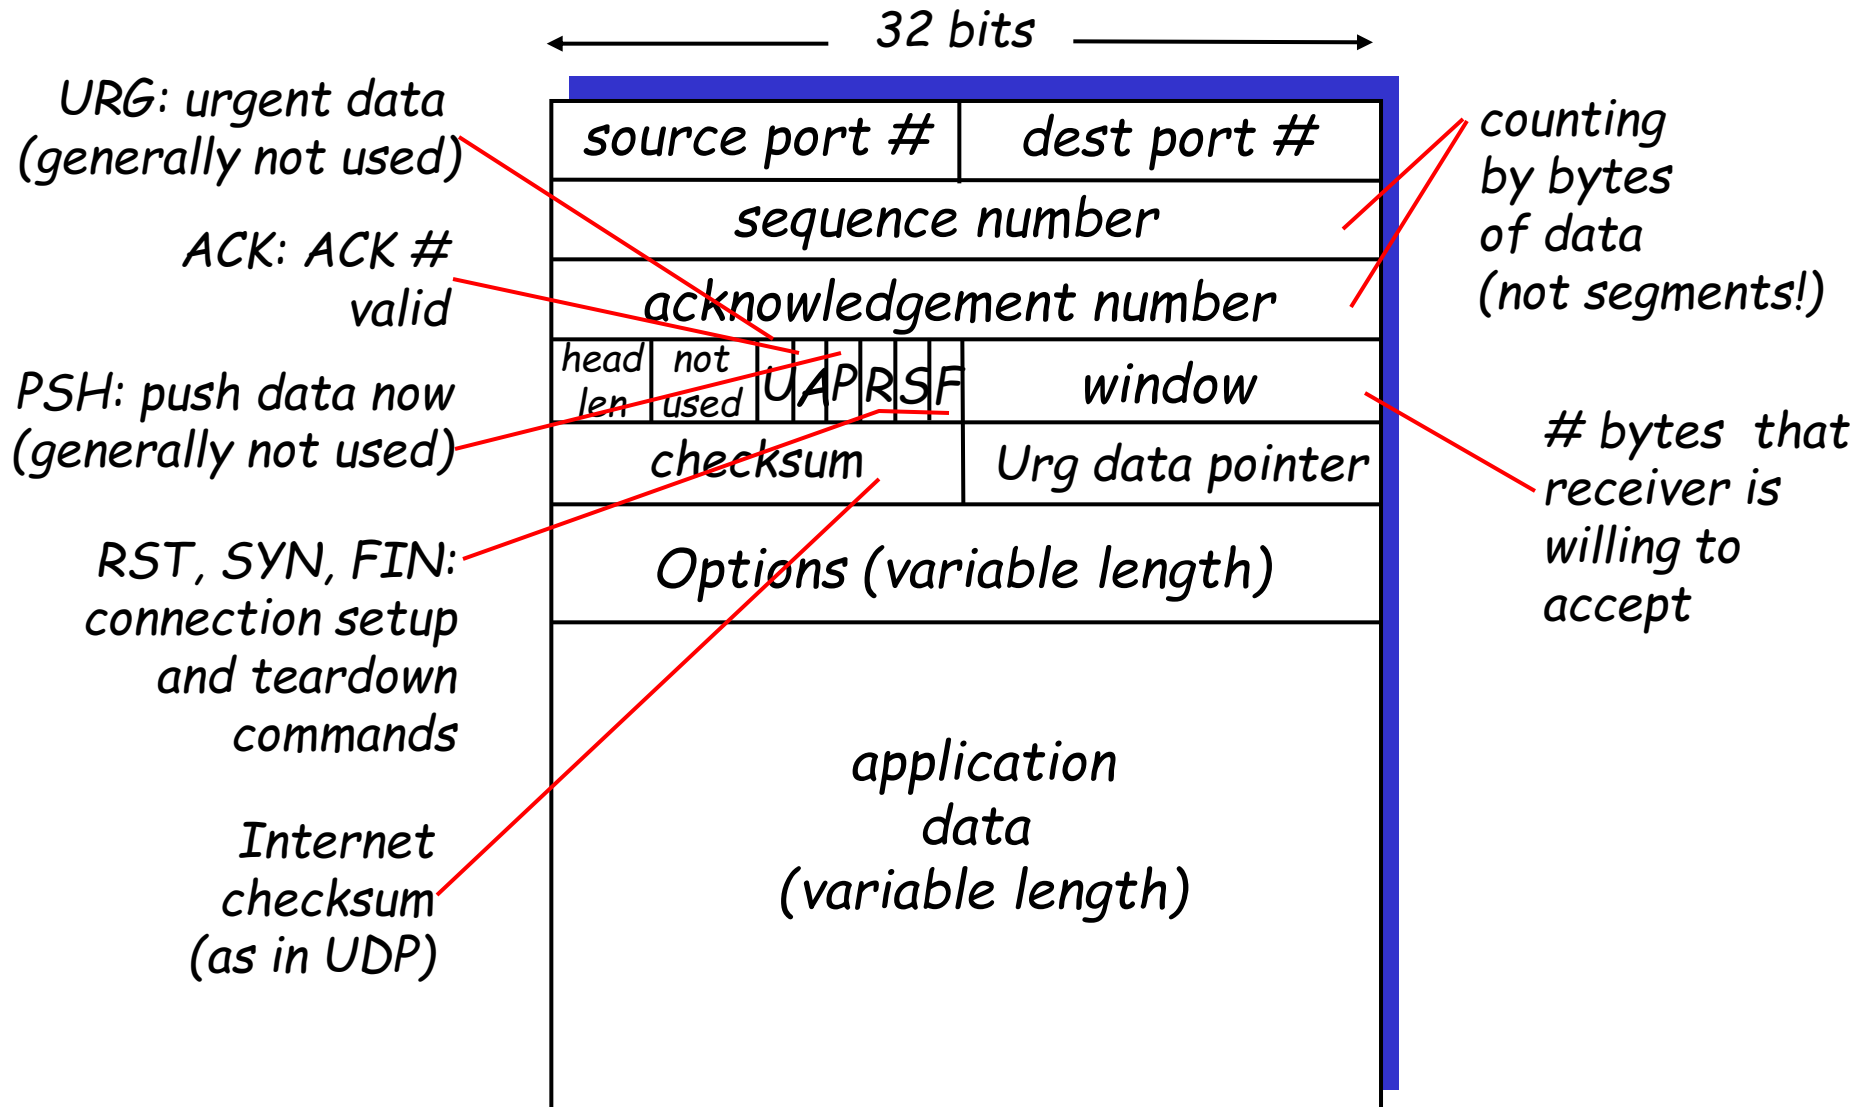 32 bits
URG: urgent data
(generally not used)
ACK: ACK #
valid
PSH: push data now
(generally not used)
RST, SYN, FIN:
connection setup
and teardown
commands
Internet
checksum
(as in UDP)
source port #
dest port #
sequence number
acknowledgement number
head
len
not
used
U
A
P
R
S
F
window
checksum
Urg data pointer
Options (variable length)
application
data
(variable length)
counting
by bytes
of data
(not segments!)
# bytes that
receiver is
willing to
accept